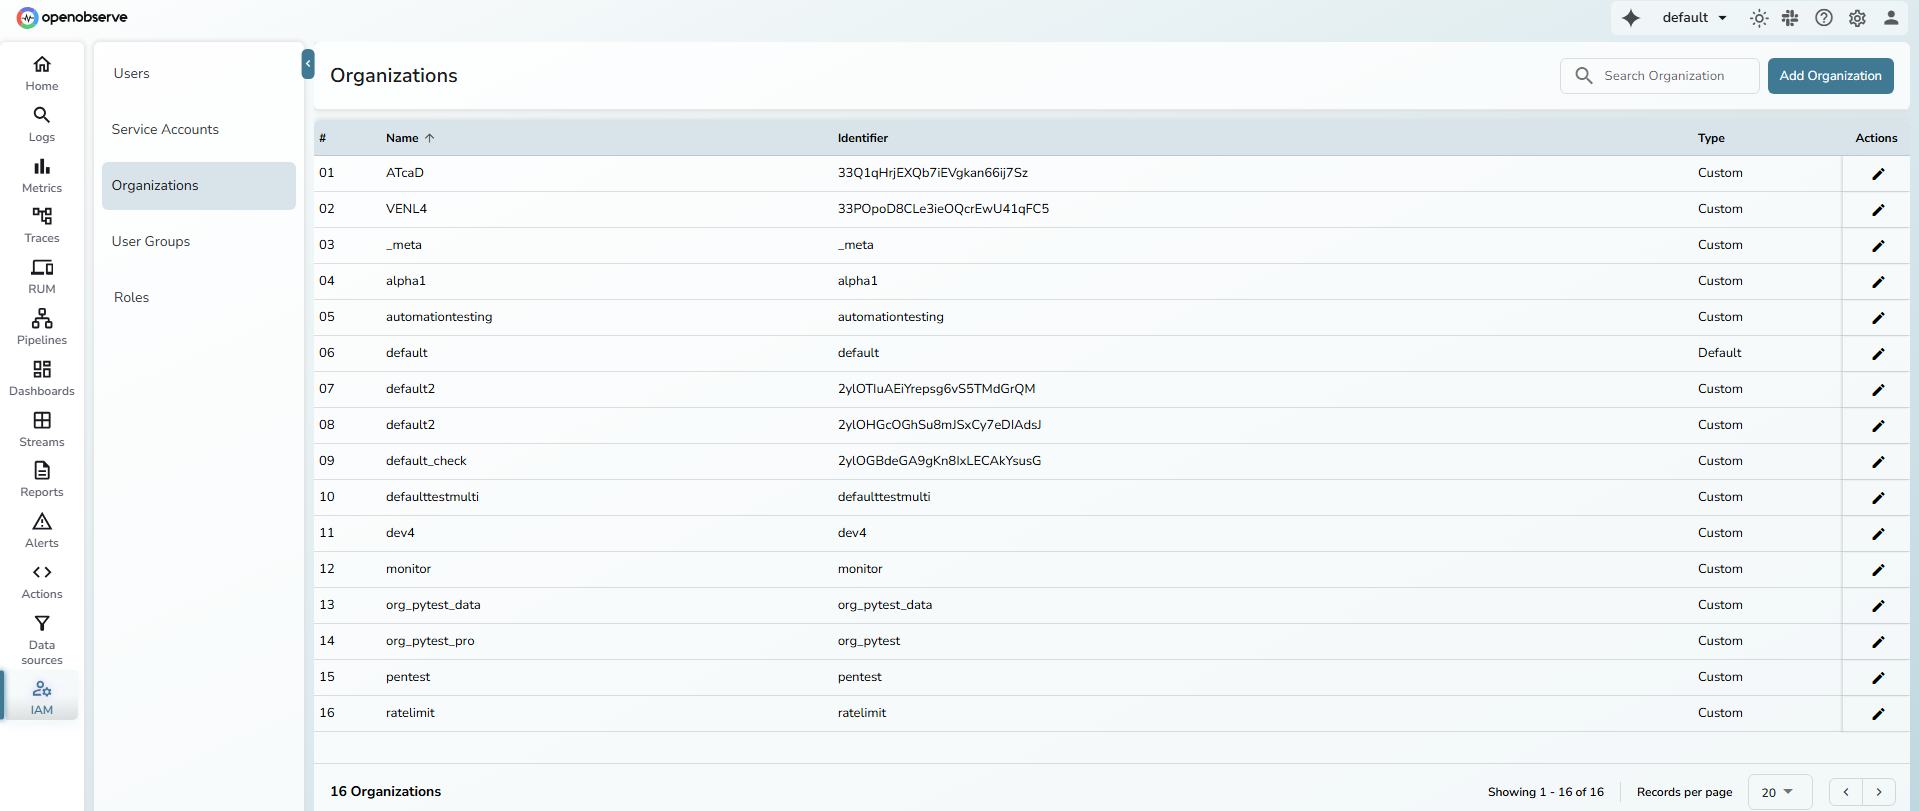 openobserve
default
Home
Logs
Metrics
Traces
RUM
Pipelines
Dashboards
Streams
Reports
Alerts
Actions
Data
sources
IAM
Users
Service Accounts
Organizations
User Groups
Roles
Organizations
Search Organization
Add Organization
# Name Identifier Type Actions
01 ATcaD 33Q1qHrjEXQb7iEVgkan66ij7Sz Custom
02 VENL4 33POpoD8CLe3ieOQcrEwU41qFC5 Custom
03 _meta _meta Custom
04 alpha1 alpha1 Custom
05 automationtesting automationtesting Custom
06 default default Default
07 default2 2ylOTIuAEiYrepsg6vS5TMdGrQM Custom
08 default2 2ylOHGcOGhSu8mJSxCy7eDIAdsJ Custom
09 default_check 2ylOGBdeGA9gKn8IxLECAkYsusG Custom
10 defaulttestmulti defaulttestmulti Custom
11 dev4 dev4 Custom
12 monitor monitor Custom
13 org_pytest_data org_pytest_data Custom
14 org_pytest_pro org_pytest Custom
15 pentest pentest Custom
16 ratelimit ratelimit Custom
16 Organizations
Showing 1 - 16 of 16
Records per page
20